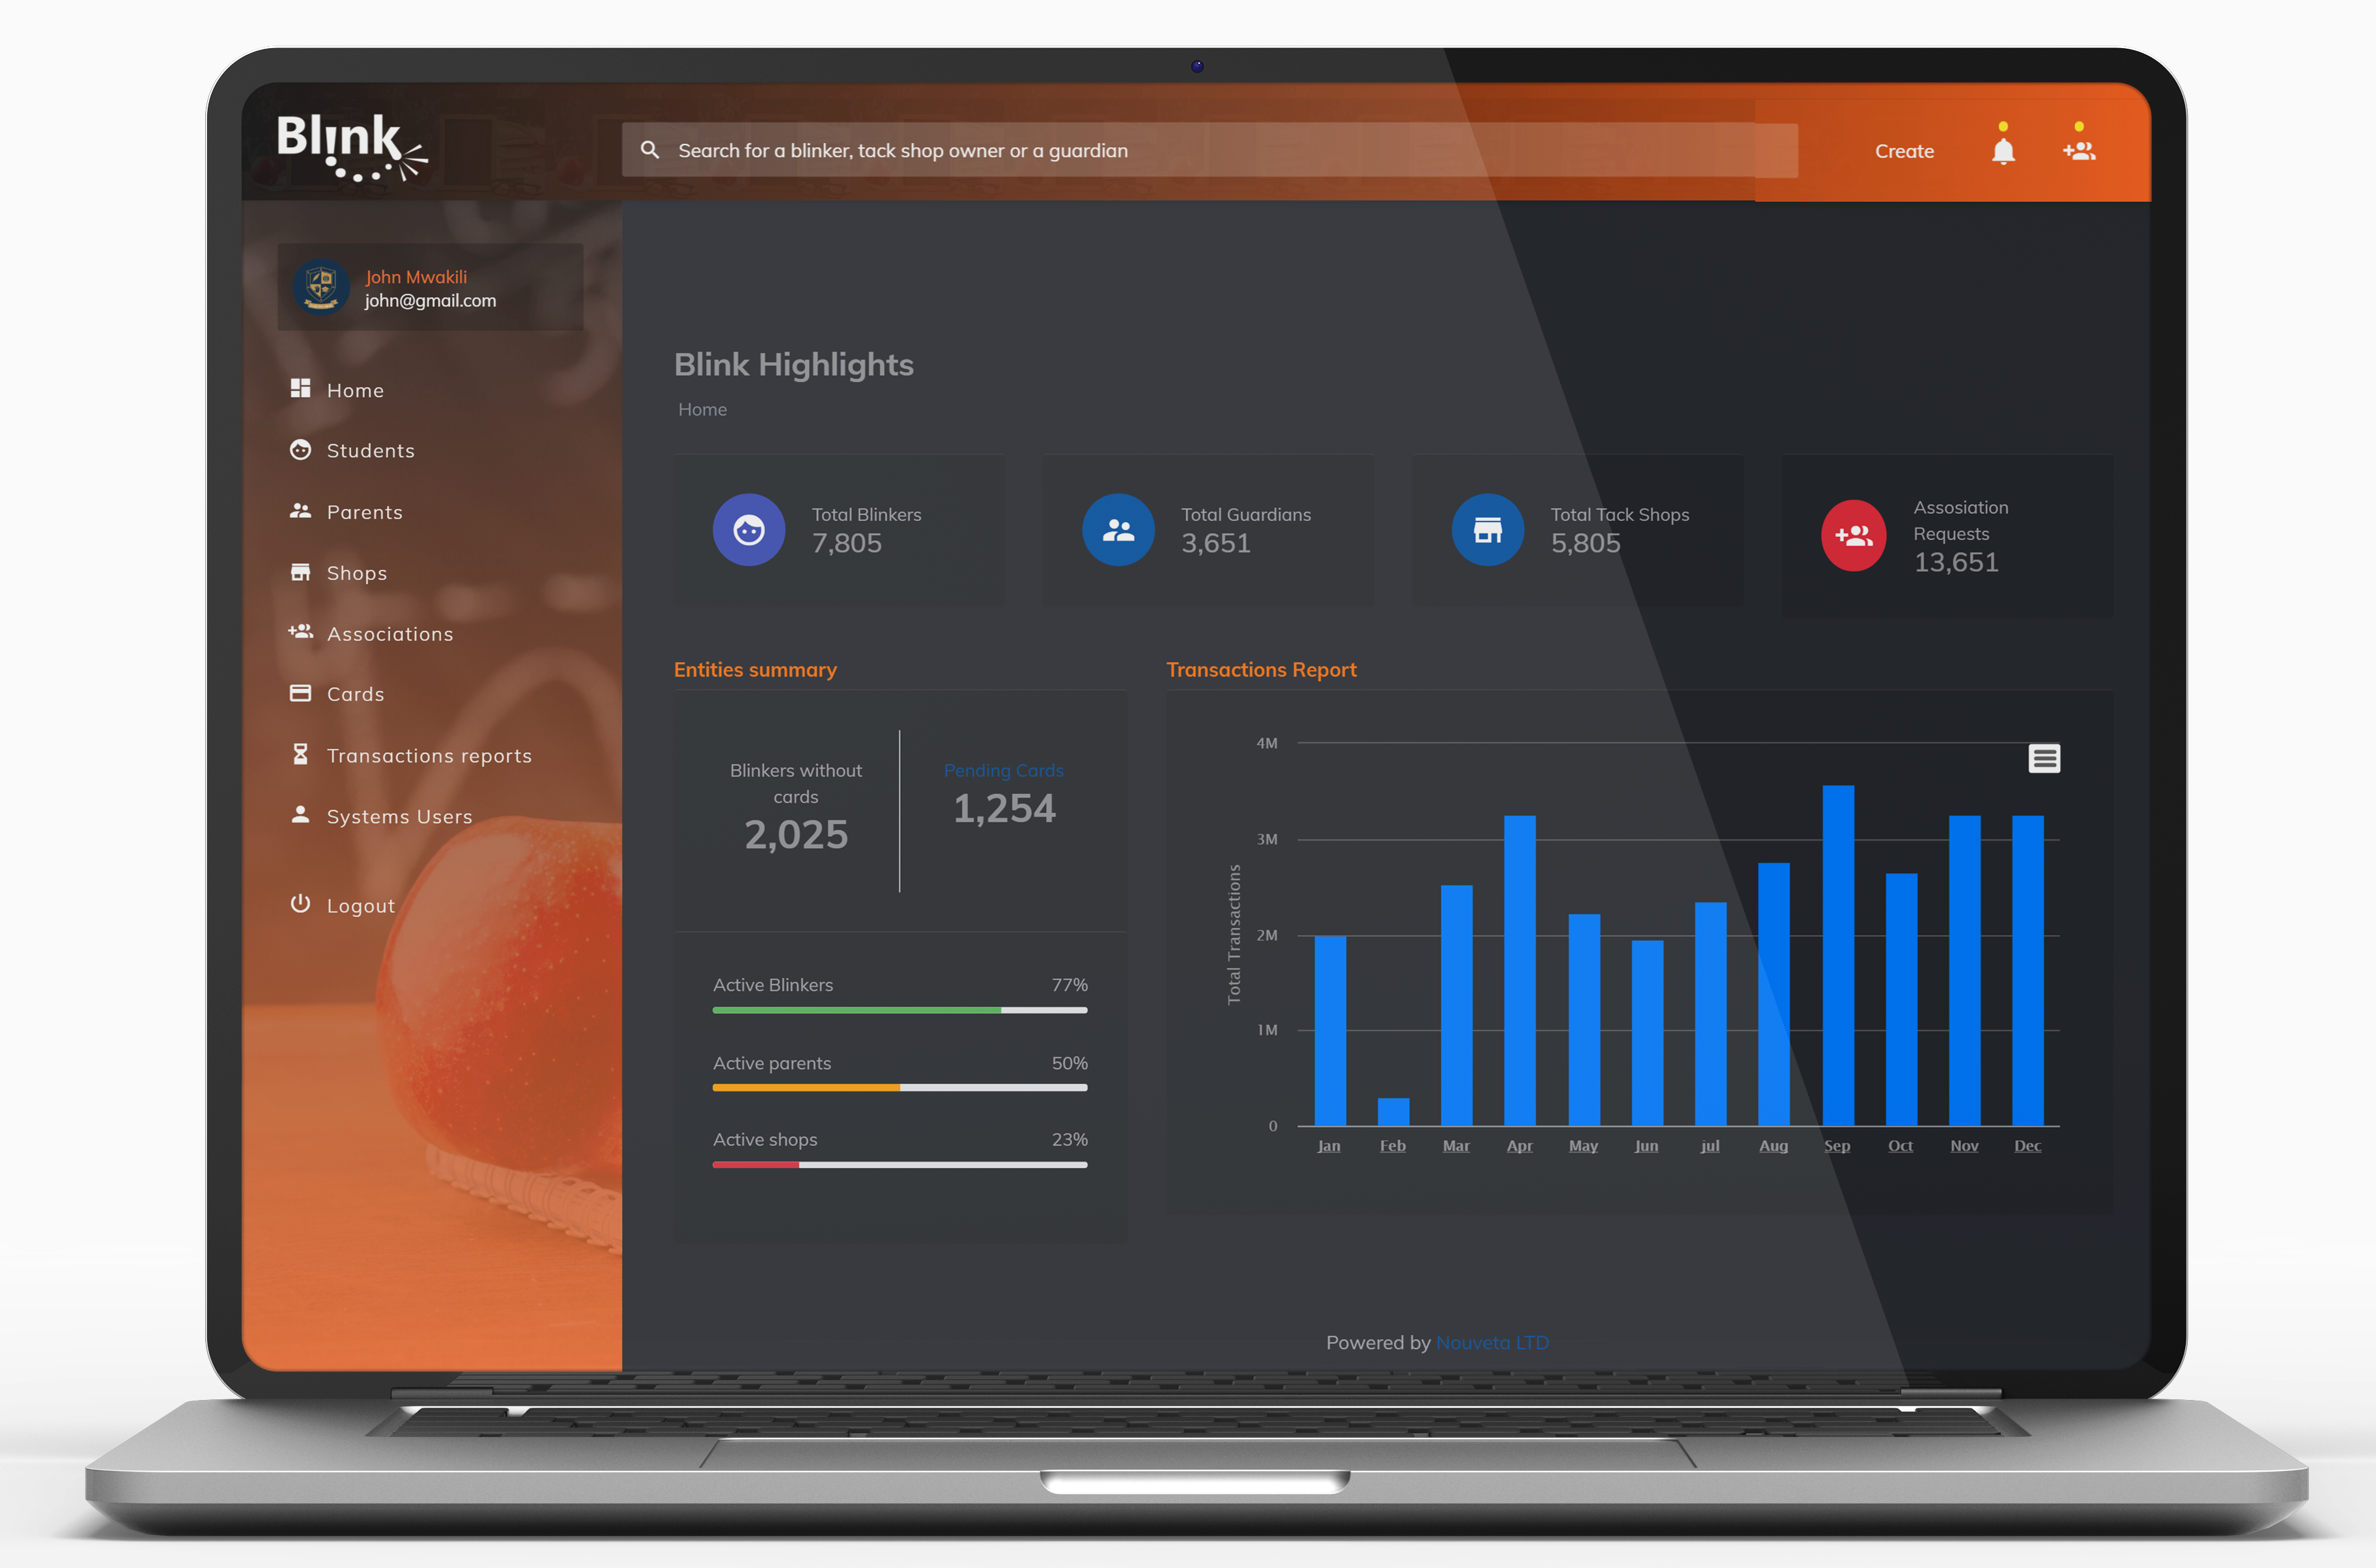 Blink
Search for a blinker, tack shop owner or a guardian
Create
John Mwakili
john@gmail.com
Home
Students
Parents
Shops
Associations
Cards
Transactions reports
Systems Users
Logout
Blink Highlights
Home
Total Blinkers
7,805
Total Guardians
3,651
Total Tack Shops
5,805
Assosiation
Requests
13,651
Entities summary
Blinkers without
cards
2,025
Pending Cards
1,254
Active Blinkers 77%
Active parents 50%
Active shops 23%
Transactions Report
Total Transactions
4M
3M
2M
1M
0
Jan Feb Mar Apr May Jun jul Aug Sep Oct Nov Dec
Powered by Nouveta LTD